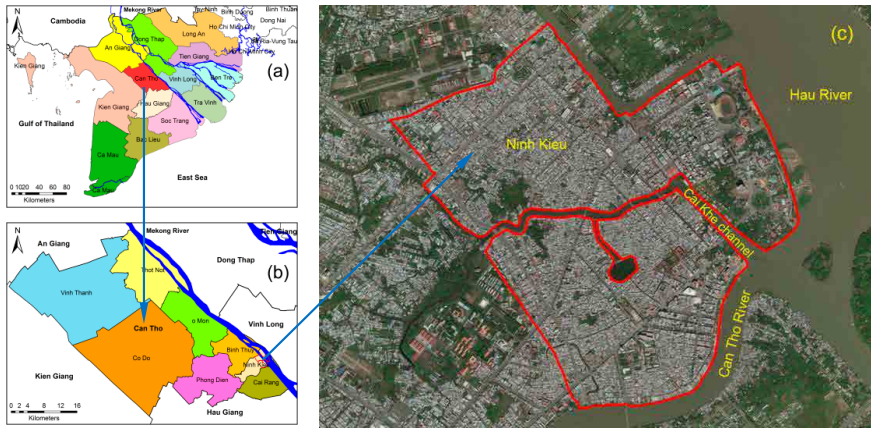 Mekong River
Cambodia
Tay Ninh
Binh Duong
Binh Thuan
Dong Nai
Ho Chi Minh City
Ba Ria-Vung Tau
Long An
Dong Thap
An Giang
Tien Giang
Kien Giang
(a)
Can Tho
Vinh Long
Ben Tre
Hau Giang
Tra Vinh
Kien Giang
Gulf of Thailand
Soc Trang
Bac Lieu
Ca Mau
East Sea
N
0 1020 40 60 80
Kilometers
Ca Mau
N
An Giang
Mekong River
Tien Giang
Dong Thap
(b)
Thot Not
Vinh Thanh
o Mon
Vinh Long
Can Tho
Binh Thuy
Co Do
Ninh Kieu
Kien Giang
Phong Dien
Cai Rang
0 2 4 8 12 16
Kilometers
Hau Giang
(c)
Hau River
Ninh Kieu
Cai Khe channel
Can Tho River